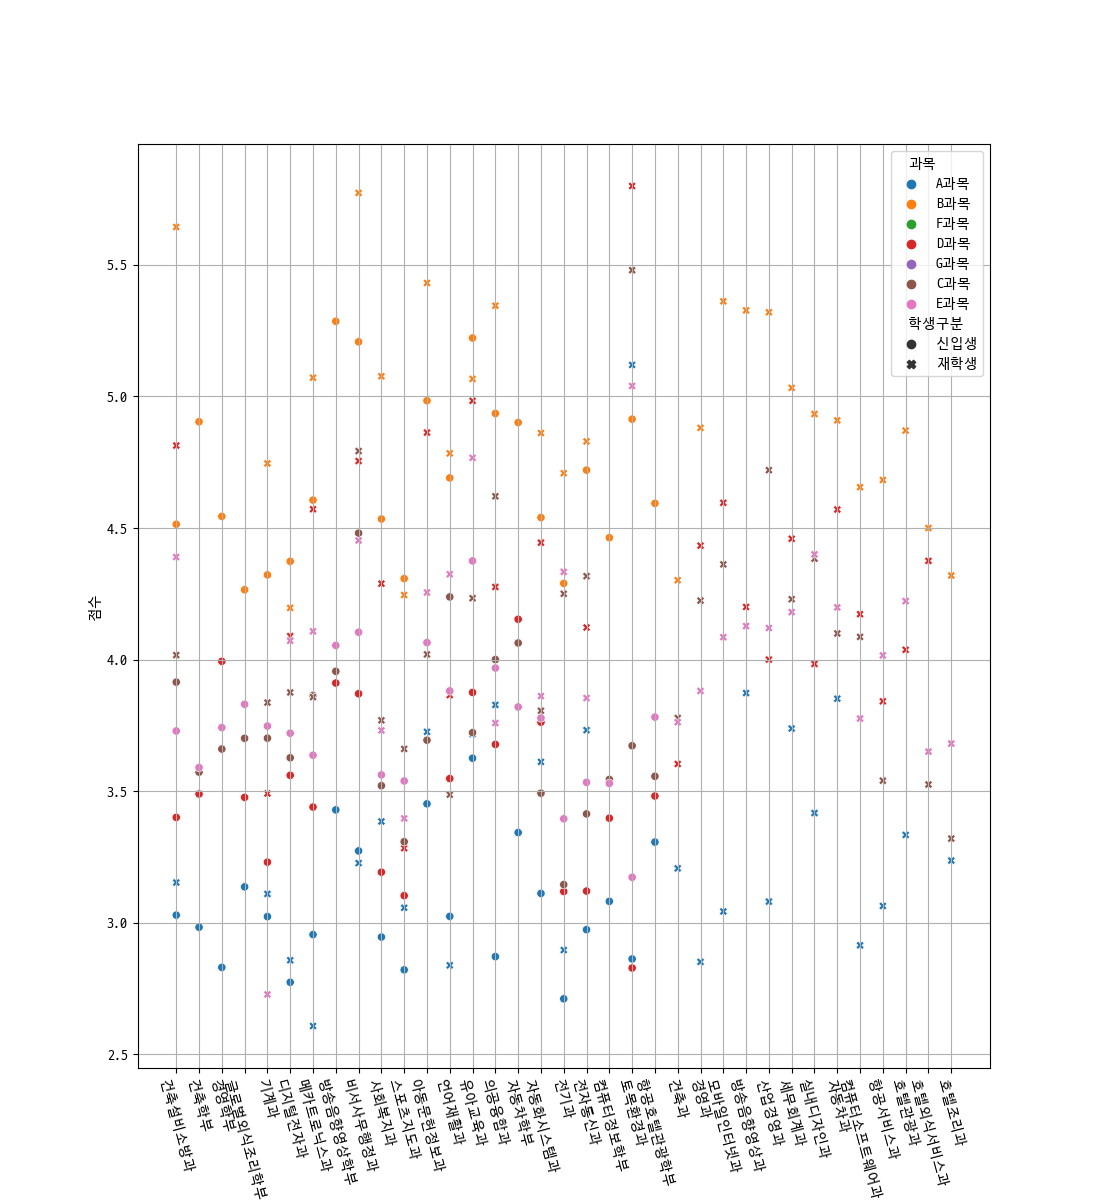 과목
A과목
B과목
F과목
D과목
G과목
C과목
E과목
학생구분
신입생
재학생
점수
5.5
5.0
4.5
4.0
3.5
3.0
2.5
건축설비소방과
건축학부
경영학부
글로벌외식조리학부
기계과
디지털전자과
메카트로닉스과
방송음향영상학부
비서사무행정과
사회복지과
스포츠지도과
아동문헌정보과
언어재활과
유아교육과
의공융합과
자동차학부
자동화시스템과
전기과
전자통신과
컴퓨터정보학부
토목환경과
항공호텔관광학부
건축과
경영과
모바일인터넷과
방송음향영상과
산업경영과
세무회계과
실내디자인과
자동차과
컴퓨터소프트웨어과
항공서비스과
호텔관광과
호텔외식서비스과
호텔조리과